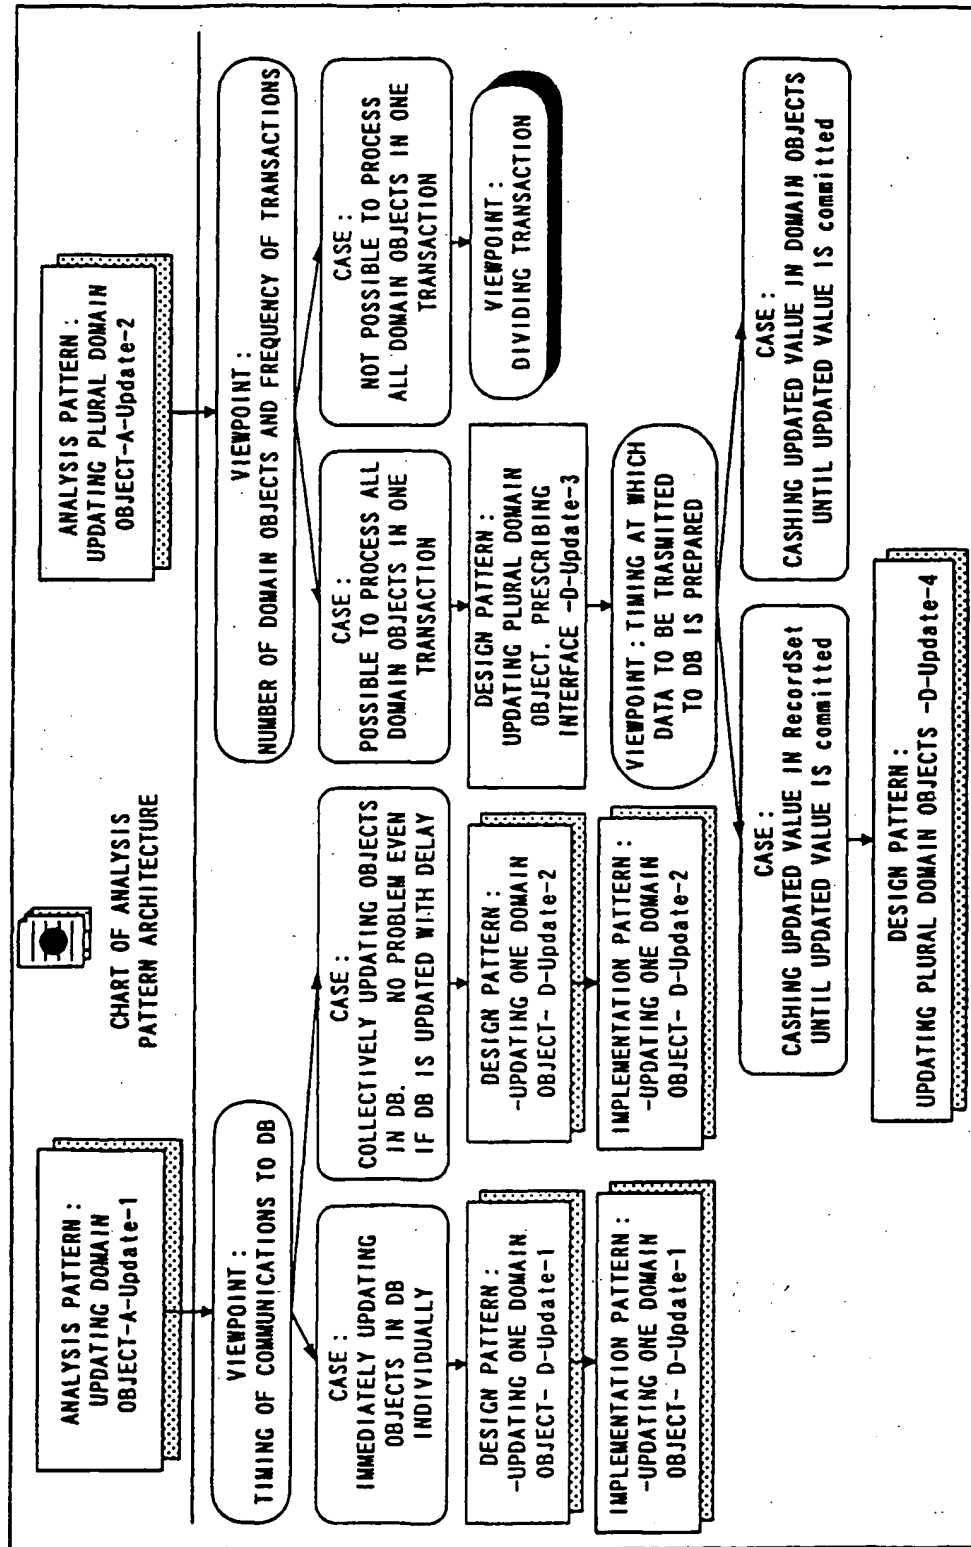 CHART OF ANALYSIS
PATTERN ARCHITECTURE
ANALYSIS PATTERN:
UPDATING DOMAIN
OBJECT-A-Update-1
VIEWPOINT:
TIMING OF COMMUNICATIONS TO DB
CASE:
IMMEDIATELY UPDATING
OBJECTS IN DB
INDIVIDUALLY
DESIGN PATTERN:
-UPDATING ONE DOMAIN
OBJECT- D-Update-1
IMPLEMENTATION PATTERN:
-UPDATING ONE DOMAIN
OBJECT- D-Update-1
CASE:
COLLECTIVELY UPDATING OBJECTS
IN DB. NO PROBLEM EVEN
IF DB IS UPDATED WITH DELAY
DESIGN PATTERN:
-UPDATING ONE DOMAIN
OBJECT- D-Update-2
IMPLEMENTATION PATTERN:
-UPDATING ONE DOMAIN
OBJECT- D-Update-2
ANALYSIS PATTERN:
UPDATING PLURAL DOMAIN
OBJECT-A-Update-2
VIEWPOINT:
NUMBER OF DOMAIN OBJECTS AND FREQUENCY OF TRANSACTIONS
CASE:
POSSIBLE TO PROCESS ALL
DOMAIN OBJECTS IN ONE
TRANSACTION
DESIGN PATTERN:
UPDATING PLURAL DOMAIN
OBJECT. PRESCRIBING
INTERFACE -D-Update-3
VIEWPOINT: TIMING AT WHICH
DATA TO BE TRASMITTED
TO DB IS PREPARED
CASE:
CASHING UPDATED VALUE IN RecordSet
UNTIL UPDATED VALUE IS committed
DESIGN PATTERN:
UPDATING PLURAL DOMAIN OBJECTS -D-Update-4
CASE:
CASHING UPDATED VALUE IN DOMAIN OBJECTS
UNTIL UPDATED VALUE IS committed
CASE:
NOT POSSIBLE TO PROCESS
ALL DOMAIN OBJECTS IN ONE
TRANSACTION
VIEWPOINT:
DIVIDING TRANSACTION